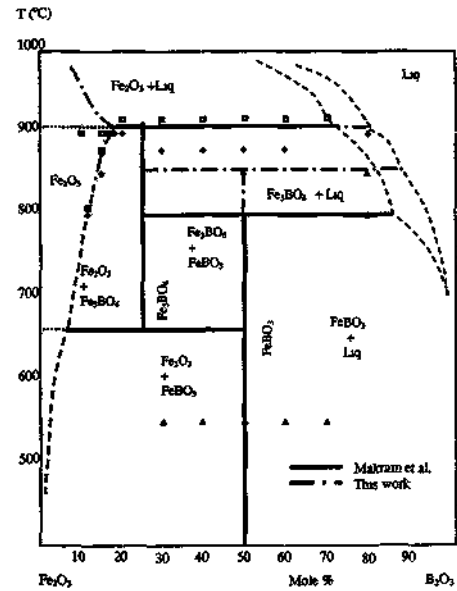 T (°C)
1000
900
800
700
600
500
Liq
Fe₂O₃ +Liq
Fe₂O₃
Fe₃BO₆ + Liq
Fe₃BO₆
+
FeBO₃
Fe₂O₃
+
Fe₃BO₆
Fe₃BO₆
FeBO₃
FeBO₃
+
Liq
Fe₂O₃
+
FeBO₃
Makram et al.
This work
10 20 30 40 50 60 70 80 90
Fe₂O₃ Mole % B₂O₃